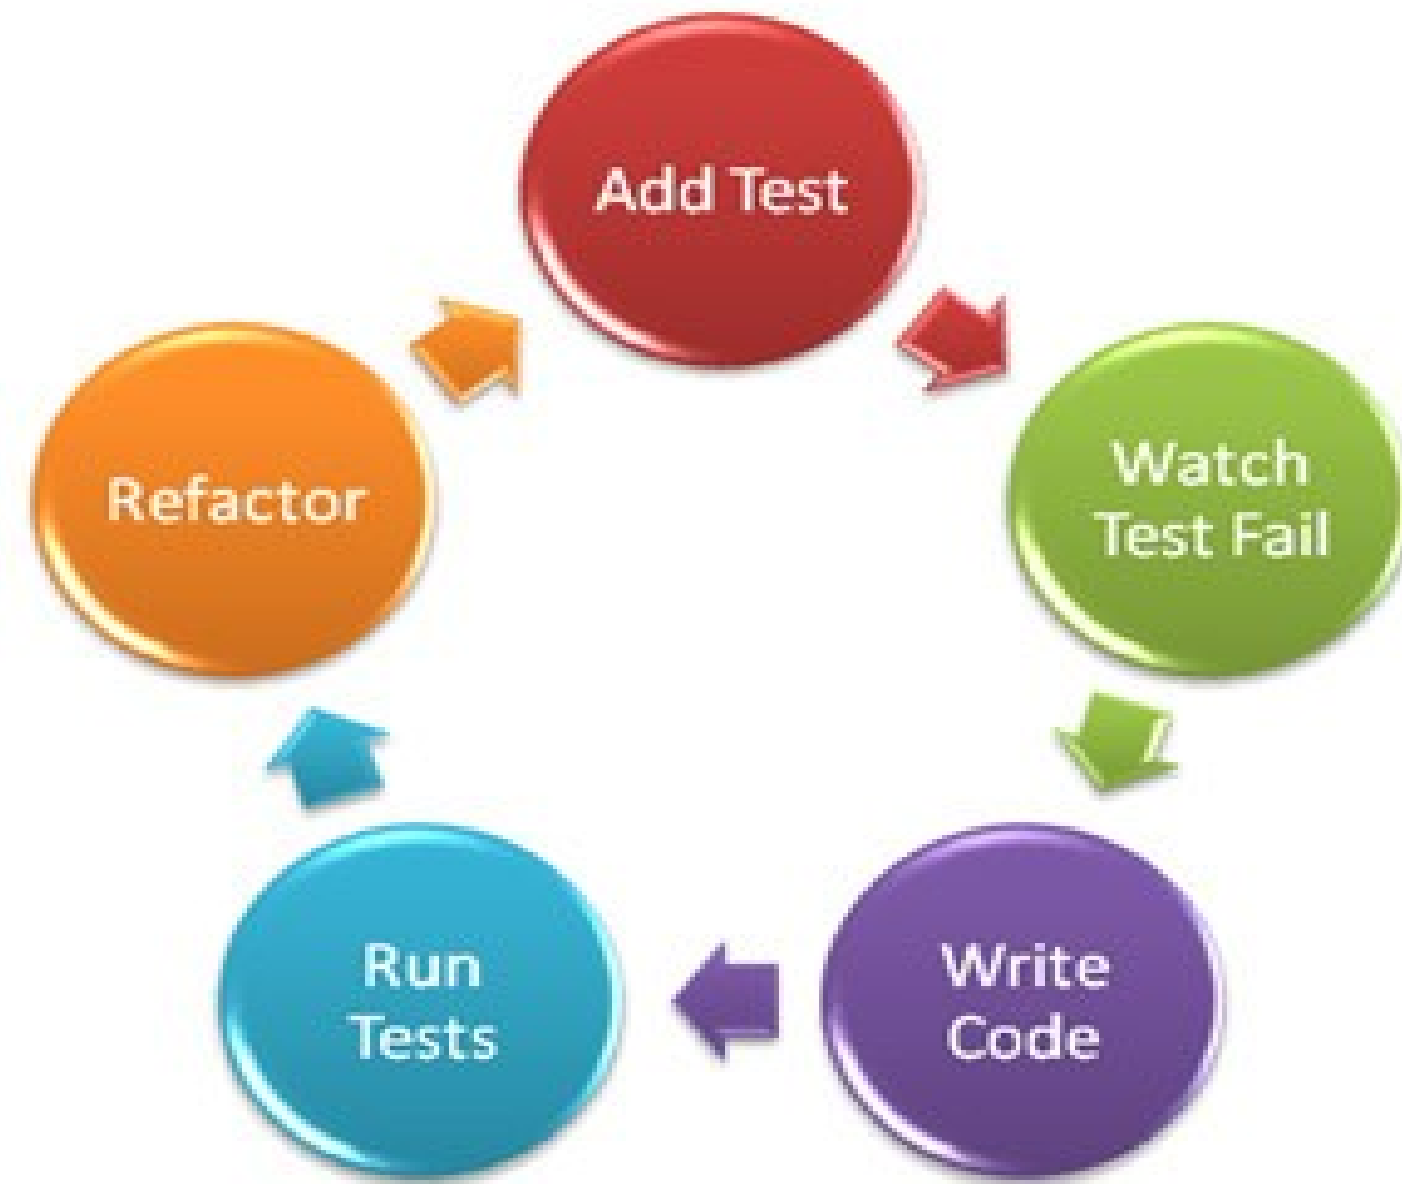 Add Test
Watch
Test Fail
Write
Code
Run
Tests
Refactor